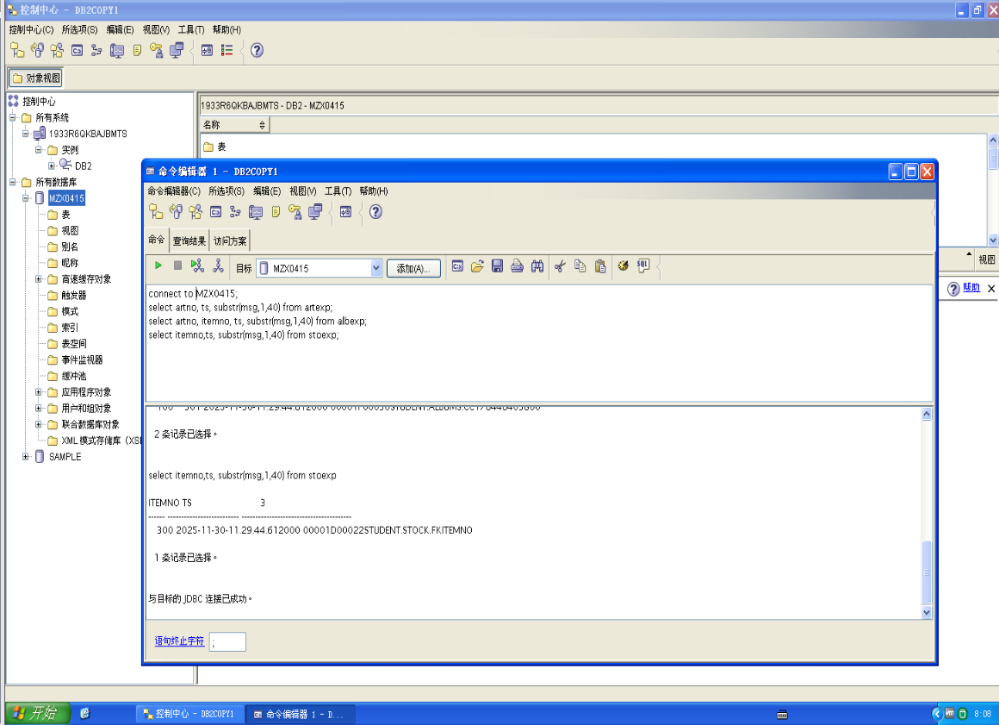 控制中心 - DB2COPY1
控制中心(C) 所选项(S) 编辑(E) 视图(V) 工具(T) 帮助(H)
对象视图
控制中心
所有系统
1933R6QKBAJBMTS
实例
DB2
所有数据库
MZX0415
表
视图
别名
昵称
高速缓存对象
触发器
模式
索引
表空间
事件监视器
缓冲池
应用程序对象
用户和组对象
联合数据库对象
XML 模式存储库（XSI
SAMPLE
1933R6QKBAJBMTS - DB2 - MZX0415
名称
表
视图
帮助 X
命令编辑器 1 - DB2COPY1
命令编辑器(C) 所选项(S) 编辑(E) 视图(V) 工具(T) 帮助(H)
命令 查询结果 访问方案
目标 MZX0415 添加(A)...
connect to MZX0415;
select artno, ts, substr(msg,1,40) from artexp;
select artno, itemno, ts, substr(msg,1,40) from albexp;
select itemno,ts, substr(msg,1,40) from stoexp;
2 条记录已选择。
select itemno,ts, substr(msg,1,40) from stoexp
ITEMNO TS 3
------ -------------------------- ----------------------------------------
300 2025-11-30-11.29.44.612000 00001D00022STUDENT.STOCK.FKITEMNO
1 条记录已选择。
与目标的 JDBC 连接已成功。
语句终止字符 ;
开始 控制中心 - DB2COPY1 命令编辑器 1 - D... 8:08